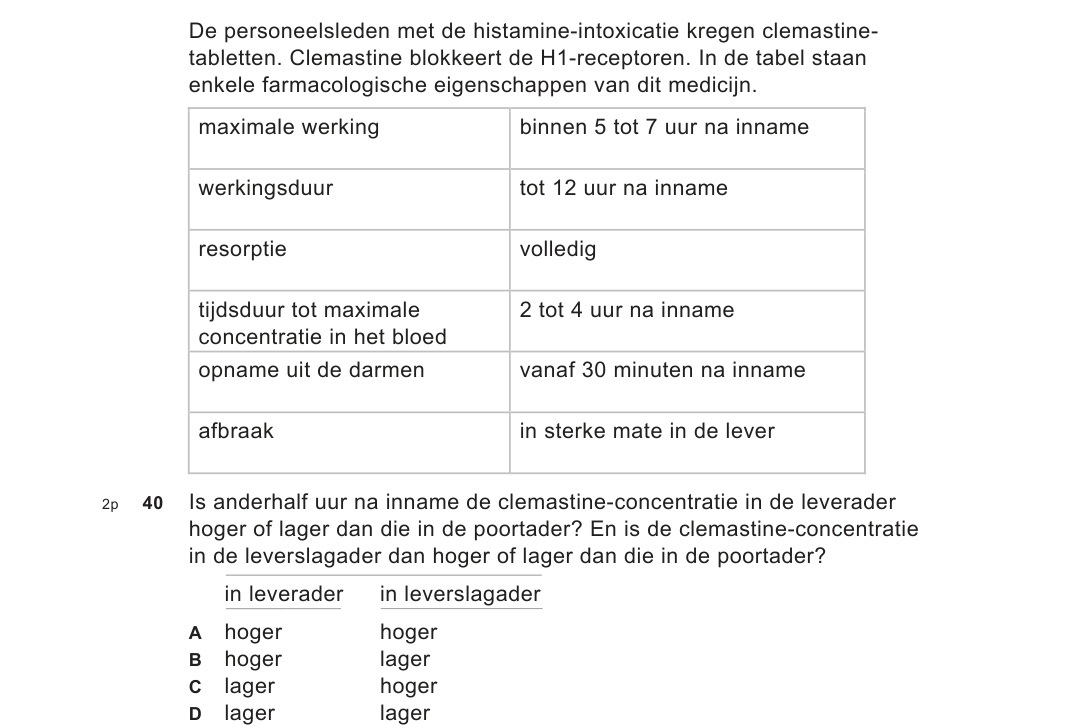 De personeelsleden met de histamine-intoxicatie kregen clemastine-
tabletten. Clemastine blokkeert de H1-receptoren. In de tabel staan
enkele farmacologische eigenschappen van dit medicijn.
maximale werking binnen 5 tot 7 uur na inname
werkingsduur tot 12 uur na inname
resorptie volledig
tijdsduur tot maximale 2 tot 4 uur na inname
concentratie in het bloed
opname uit de darmen vanaf 30 minuten na inname
afbraak in sterke mate in de lever
2p 40 Is anderhalf uur na inname de clemastine-concentratie in de leverader
hoger of lager dan die in de poortader? En is de clemastine-concentratie
in de leverslagader dan hoger of lager dan die in de poortader?
in leverader in leverslagader
A hoger hoger
B hoger lager
C lager hoger
D lager lager